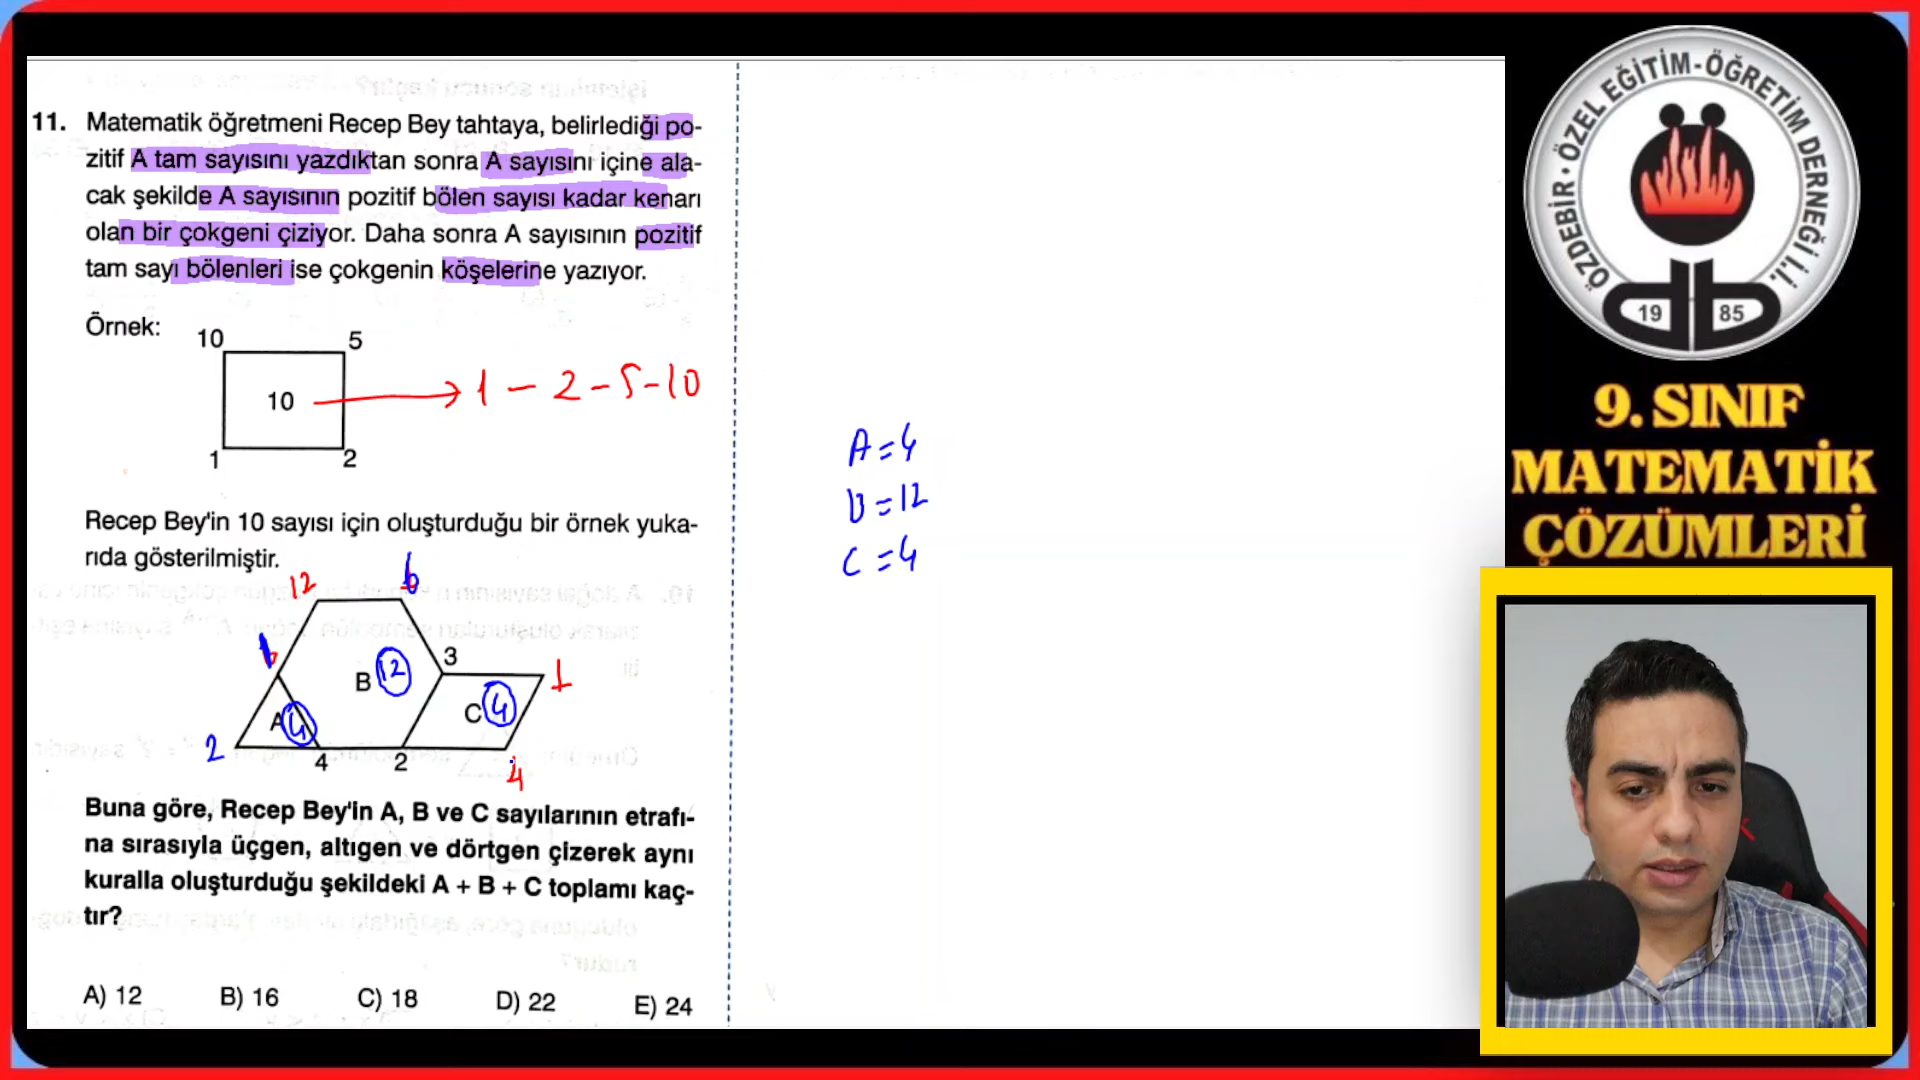 11. Matematik öğretmeni Recep Bey tahtaya, belirlediği po-
zitif A tam sayısını yazdıktan sonra A sayısını içine ala-
cak şekilde A sayısının pozitif bölen sayısı kadar kenarı
olan bir çokgeni çiziyor. Daha sonra A sayısının pozitif
tam sayı bölenleri ise çokgenin köşelerine yazıyor.
Örnek:
10 5
10
1 2
1 - 2 - 5 - 10
Recep Bey'in 10 sayısı için oluşturduğu bir örnek yuka-
rıda gösterilmiştir.
12 6
3
B 12
1
A 4
C 4
2 4 2 4
Buna göre, Recep Bey'in A, B ve C sayılarının etrafı-
na sırasıyla üçgen, altıgen ve dörtgen çizerek aynı
kuralla oluşturduğu şekildeki A + B + C toplamı kaç-
tır?
A) 12 B) 16 C) 18 D) 22 E) 24
A = 4
B = 12
C = 4
ÖZDEBİR • ÖZEL EĞİTİM-ÖĞRETİM DERNEĞİ İ.İ.
19 85
9. SINIF
MATEMATİK
ÇÖZÜMLERİ